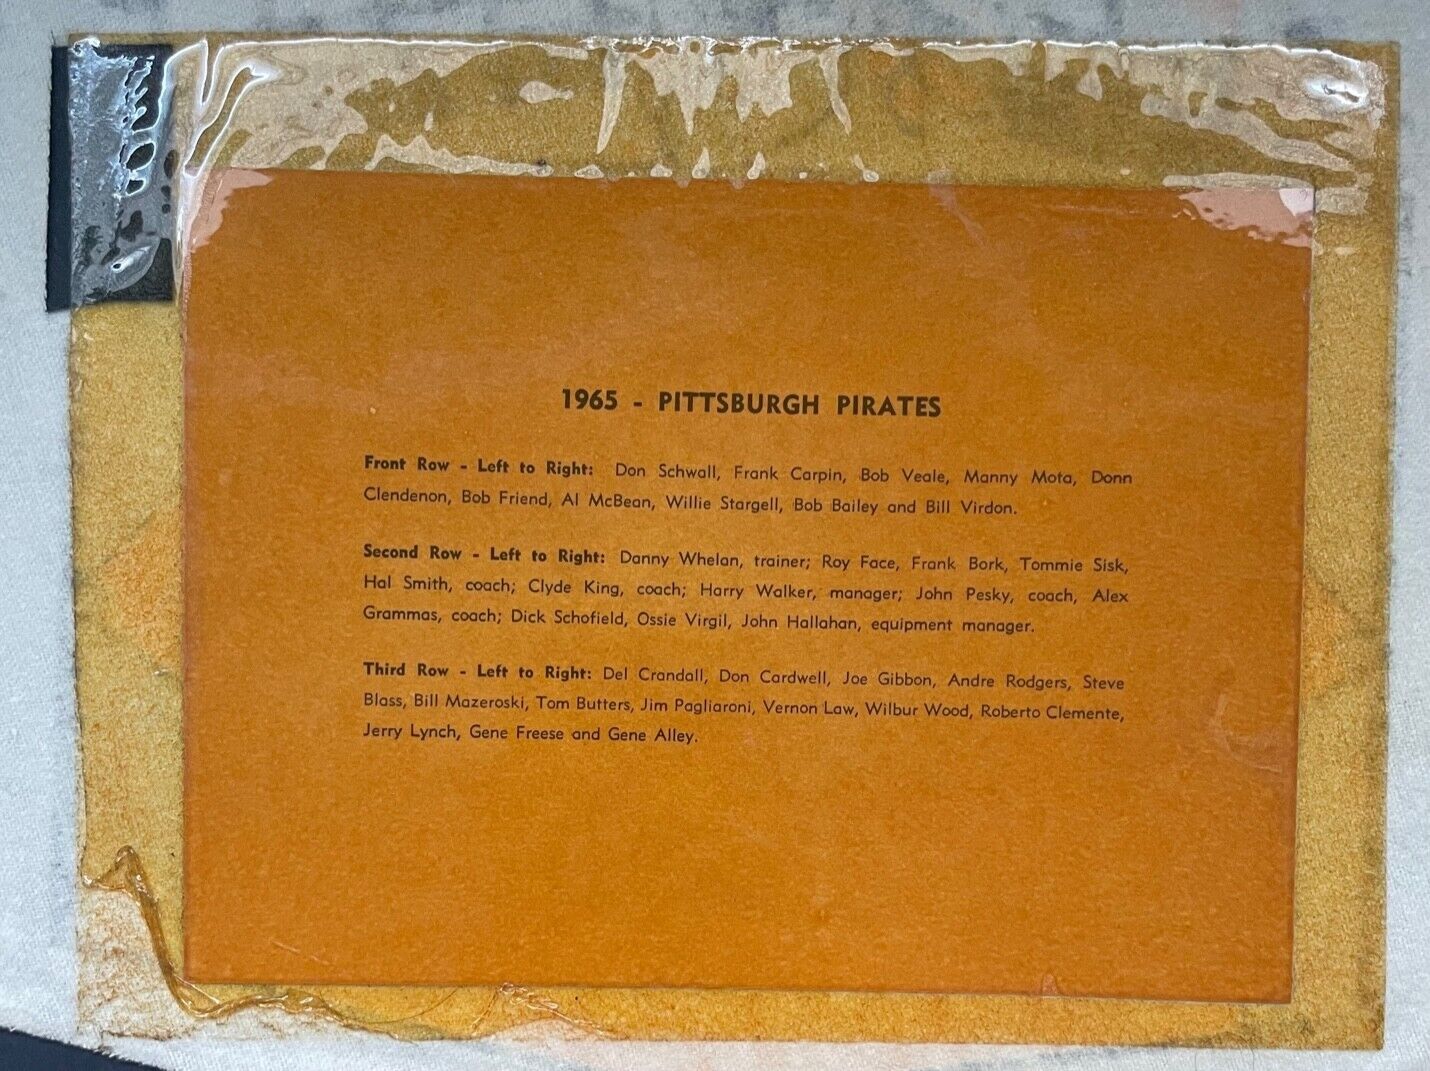 1965 - PITTSBURGH PIRATES
Front Row - Left to Right: Don Schwall, Frank Carpin, Bob Veale, Manny Mota, Donn
Clendenon, Bob Friend, Al McBean, Willie Stargell, Bob Bailey and Bill Virdon.
Second Row - Left to Right: Danny Whelan, trainer; Roy Face, Frank Bork, Tommie Sisk,
Hal Smith, coach; Clyde King, coach; Harry Walker, manager; John Pesky, coach, Alex
Grammas, coach; Dick Schofield, Ossie Virgil, John Hallahan, equipment manager.
Third Row - Left to Right: Del Crandall, Don Cardwell, Joe Gibbon, Andre Rodgers, Steve
Blass, Bill Mazeroski, Tom Butters, Jim Pagliaroni, Vernon Law, Wilbur Wood, Roberto Clemente,
Jerry Lynch, Gene Freese and Gene Alley.